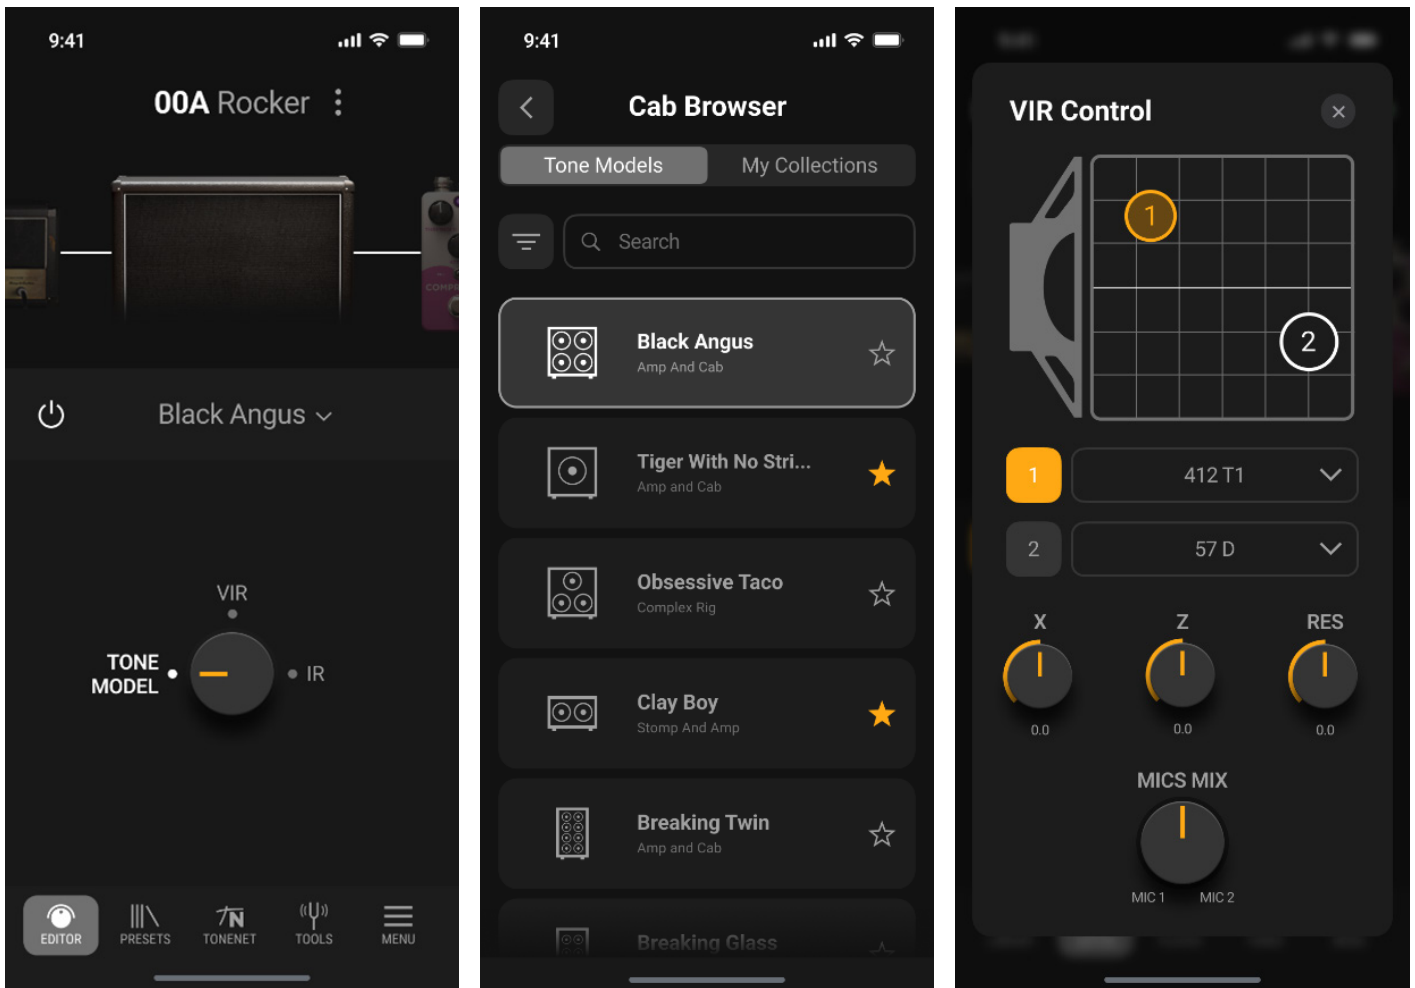 9:41
00A Rocker
COMPR
Black Angus
VIR
TONE
MODEL
IR
EDITOR
PRESETS
TONENET
TOOLS
MENU
9:41
Cab Browser
Tone Models
My Collections
Search
Black Angus
Amp And Cab
Tiger With No Stri...
Amp and Cab
Obsessive Taco
Complex Rig
Clay Boy
Stomp And Amp
Breaking Twin
Amp and Cab
Breaking Glass
VIR Control
1
2
1
412 T1
2
57 D
X
Z
RES
0.0
0.0
0.0
MICS MIX
MIC 1
MIC 2